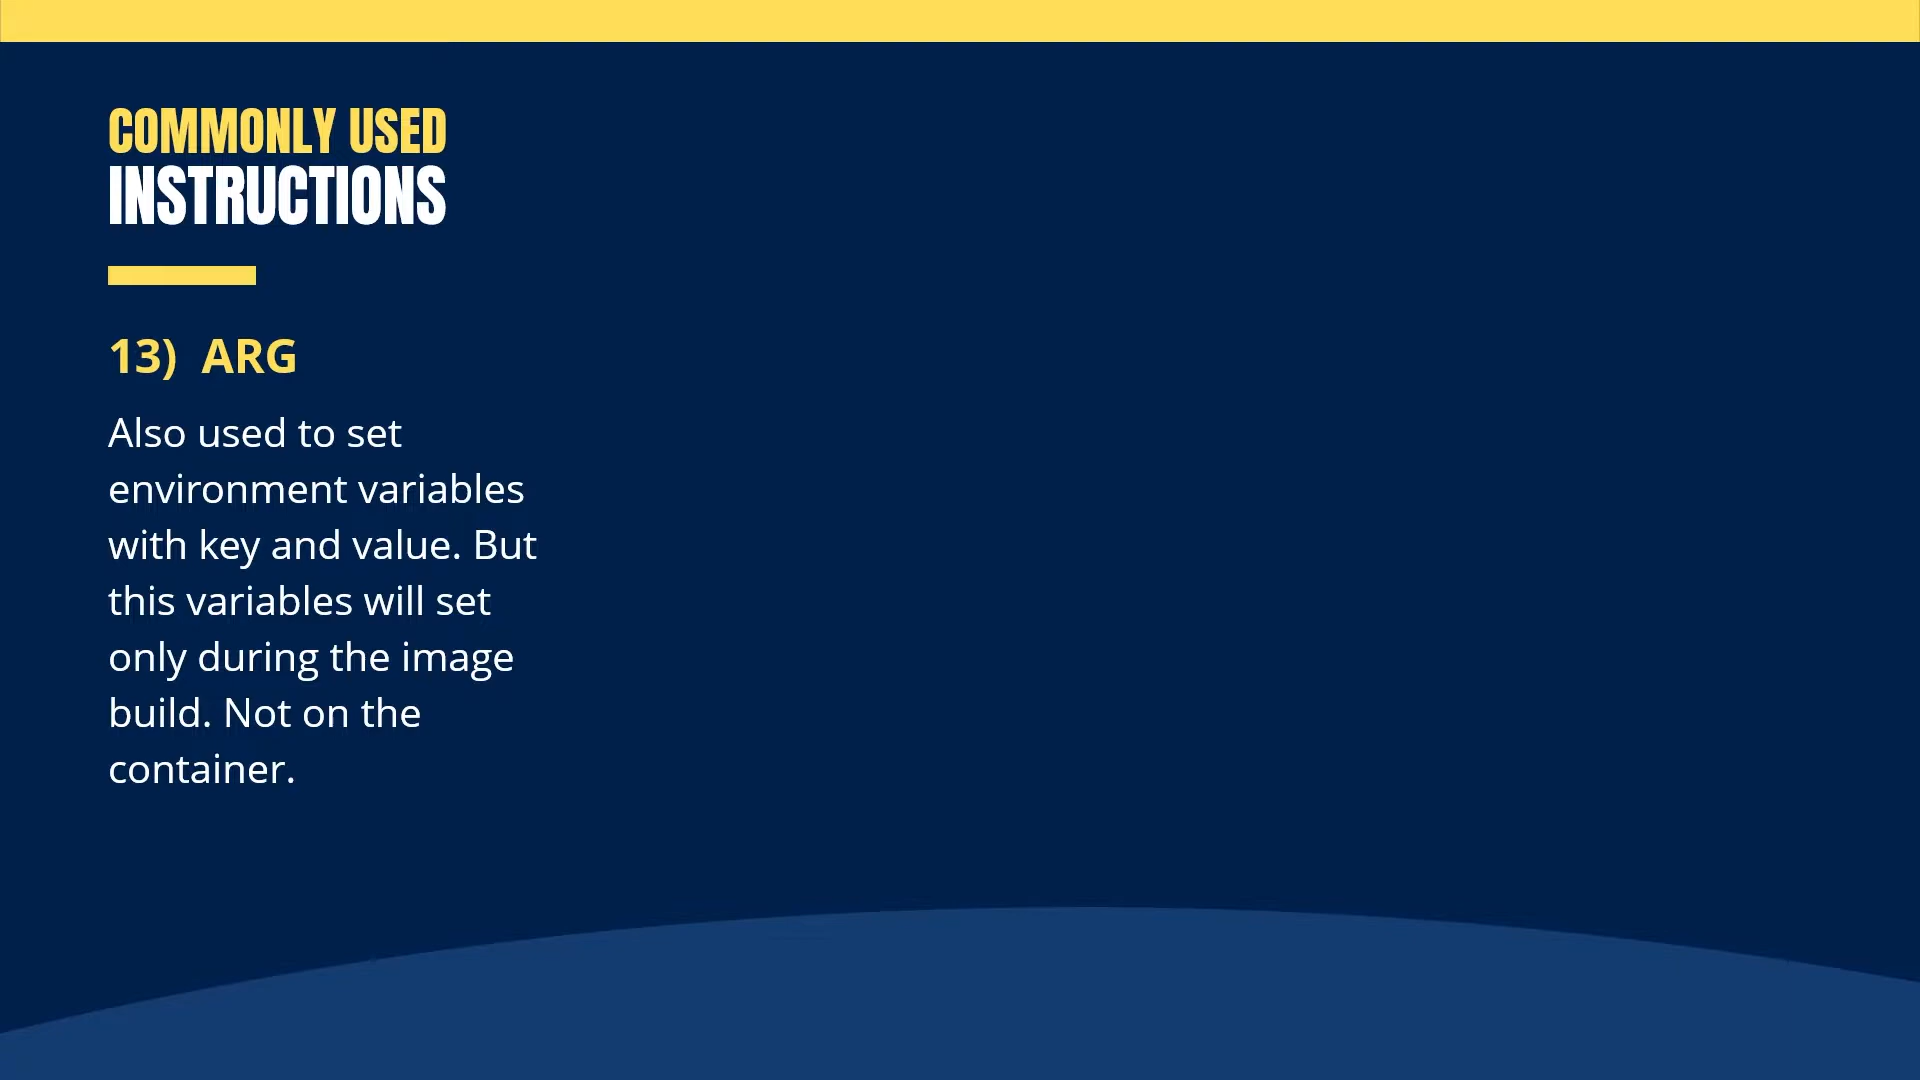 COMMONLY USED
INSTRUCTIONS
13) ARG
Also used to set
environment variables
with key and value. But
this variables will set
only during the image
build. Not on the
container.